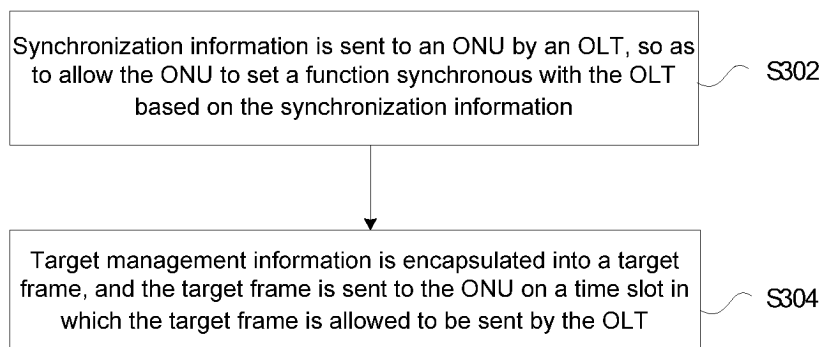 Synchronization information is sent to an ONU by an OLT, so as
to allow the ONU to set a function synchronous with the OLT
based on the synchronization information
S302
Target management information is encapsulated into a target
frame, and the target frame is sent to the ONU on a time slot in
which the target frame is allowed to be sent by the OLT
S304